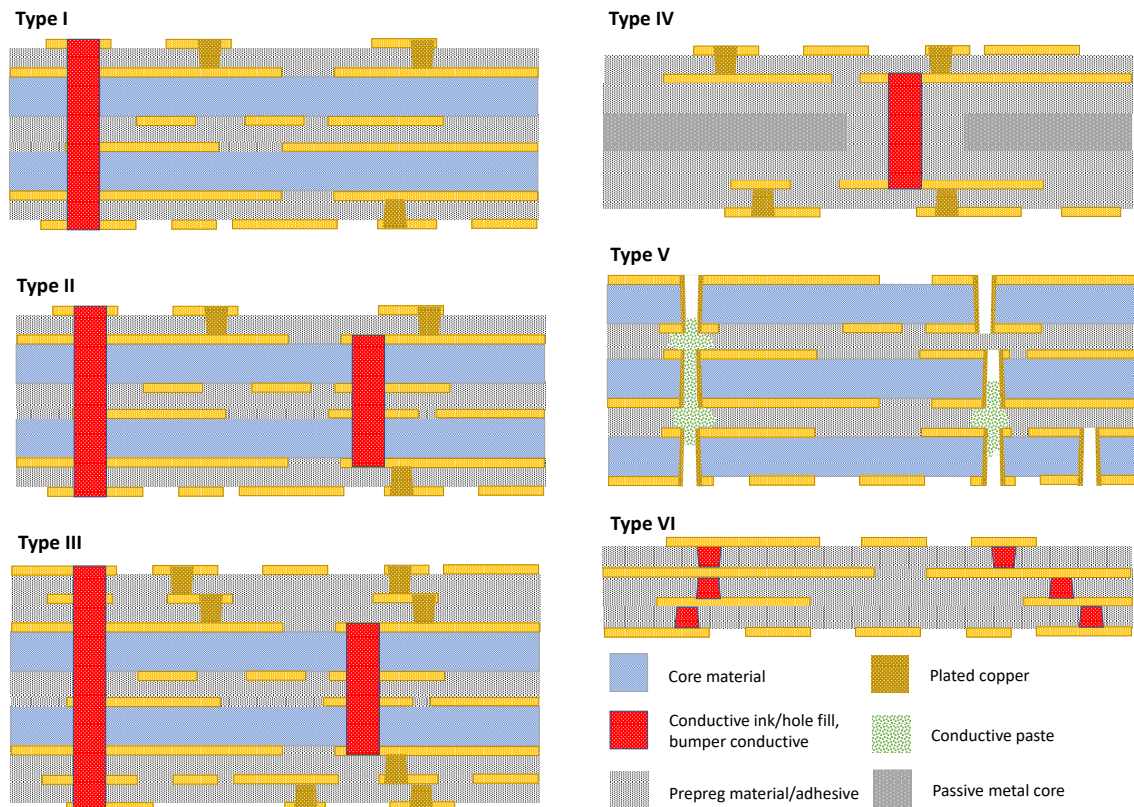 Type I
Type II
Type III
Type IV
Type V
Type VI
Core material
Conductive ink/hole fill,
bumper conductive
Prepreg material/adhesive
Plated copper
Conductive paste
Passive metal core